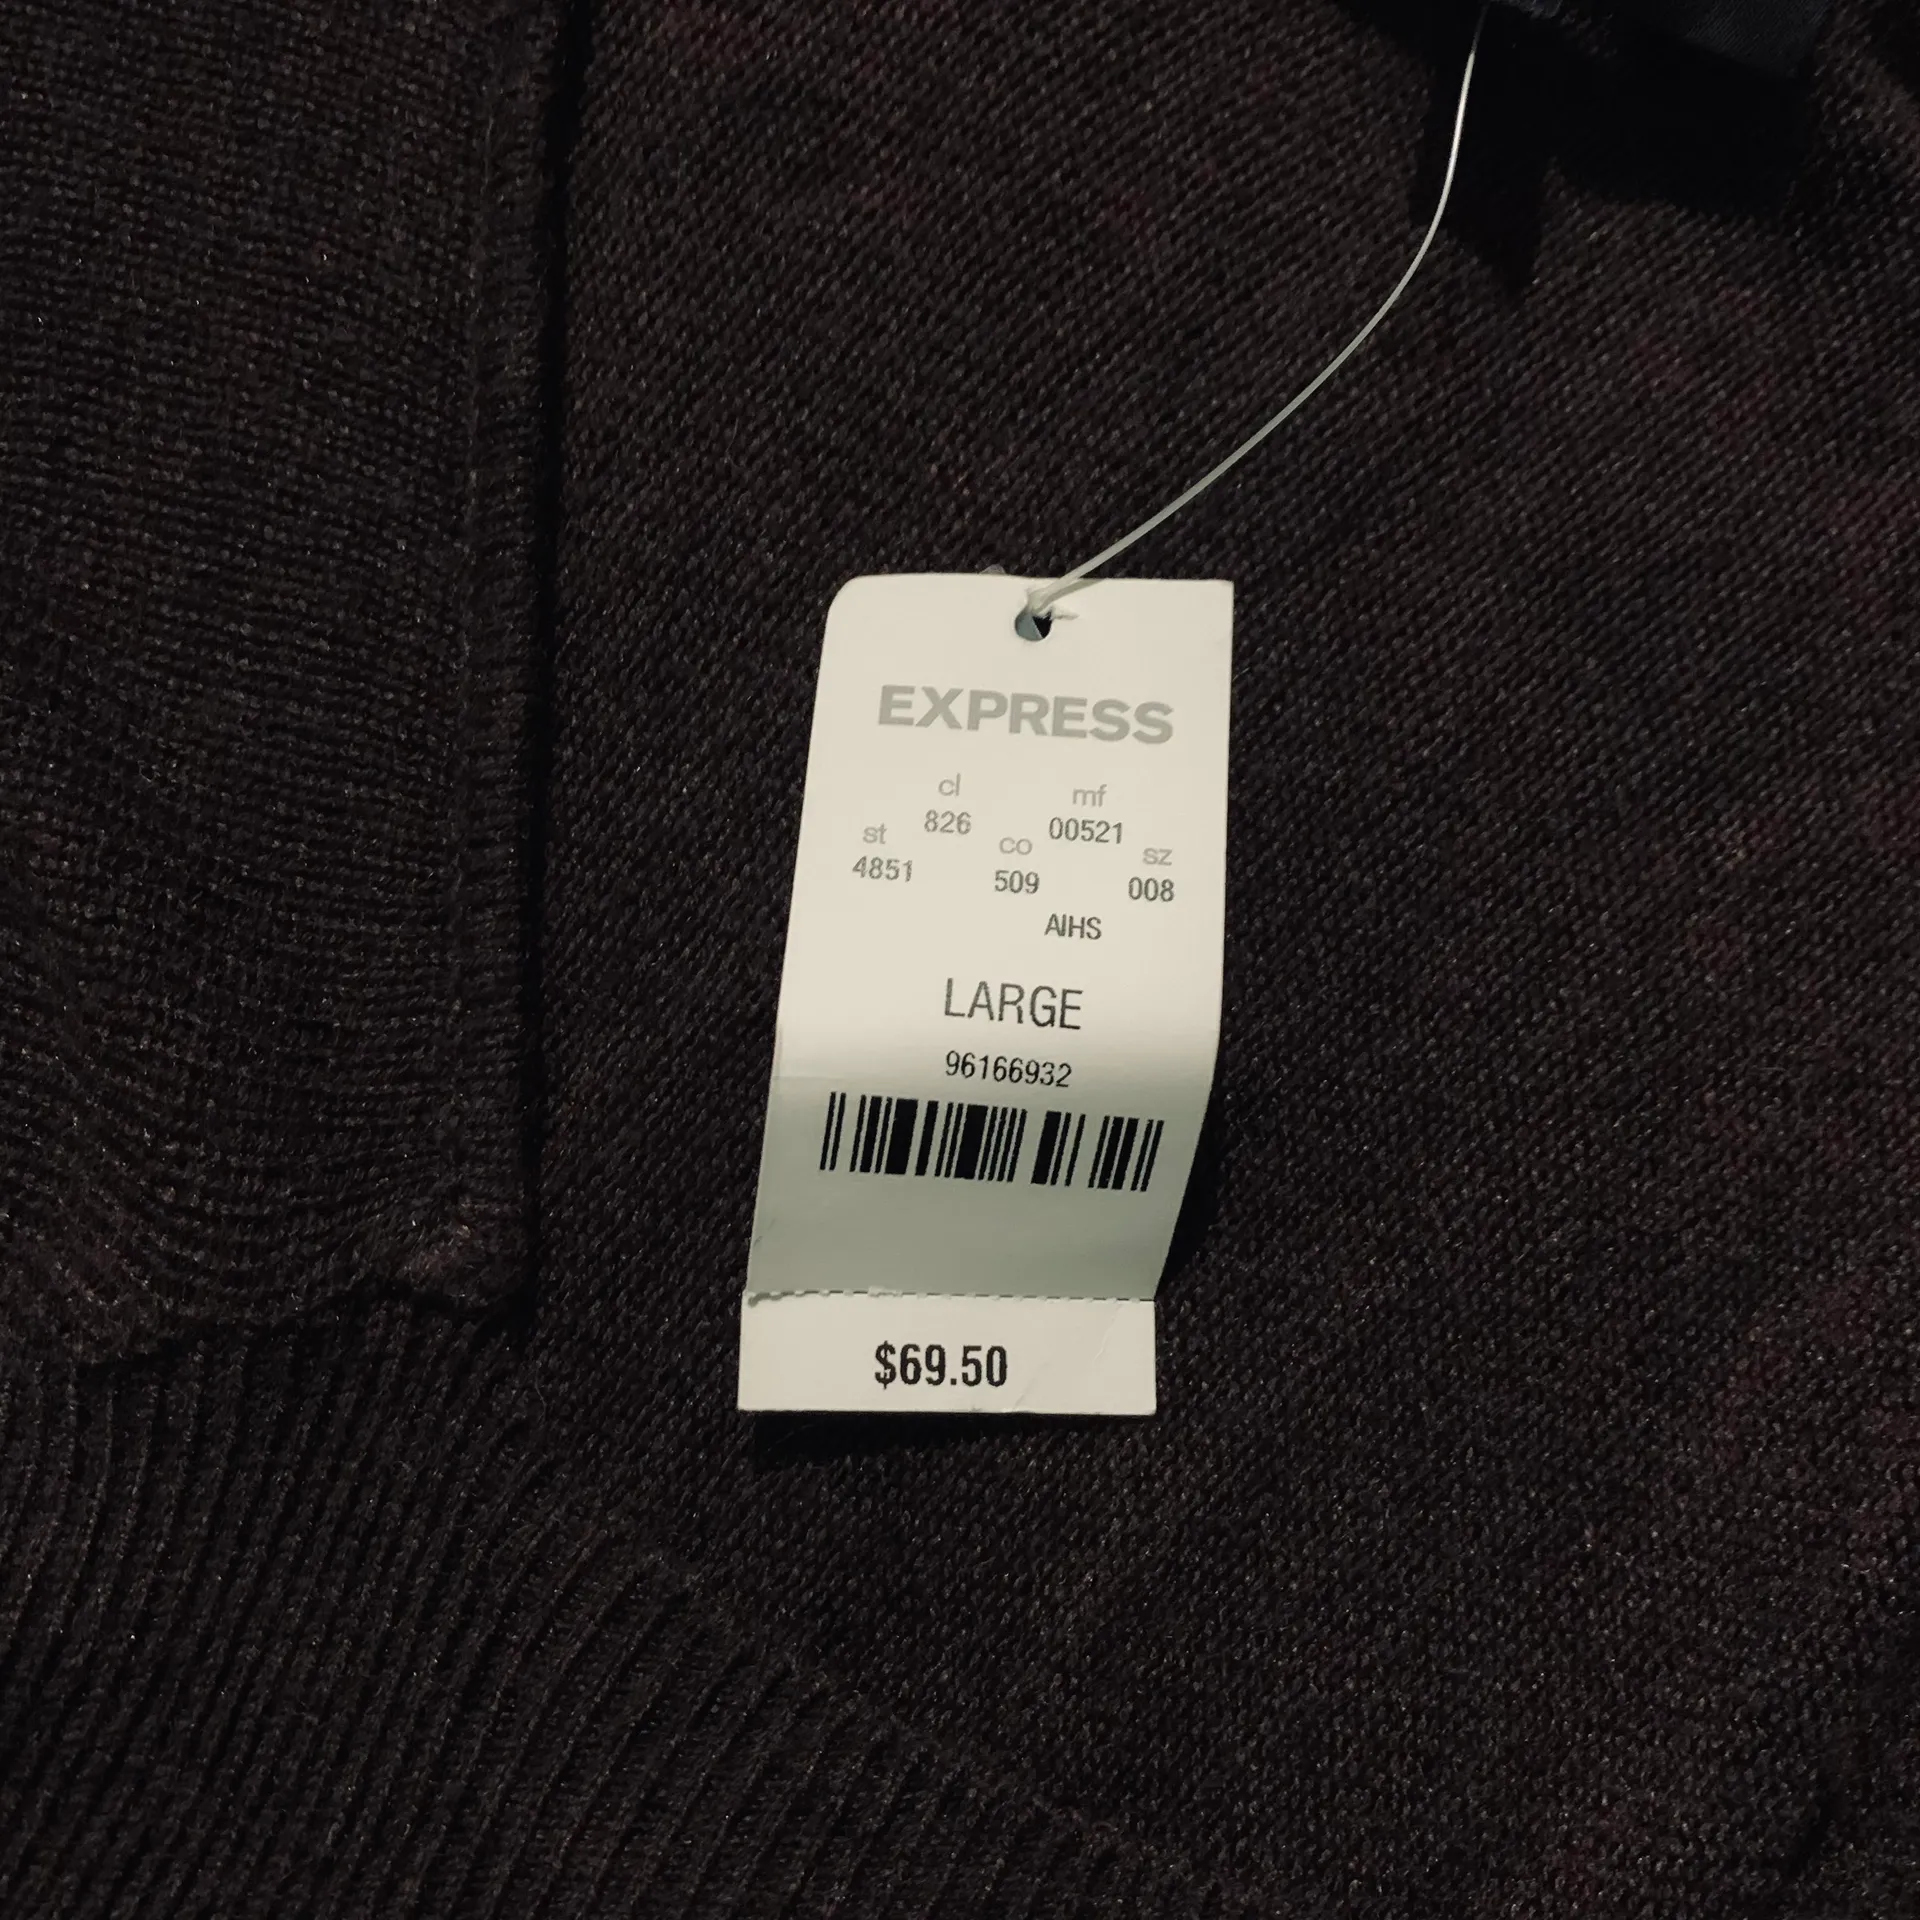 EXPRESS
cl mf
826 00521
st co sz
4851 509 008
AIHS
LARGE
96166932
$69.50